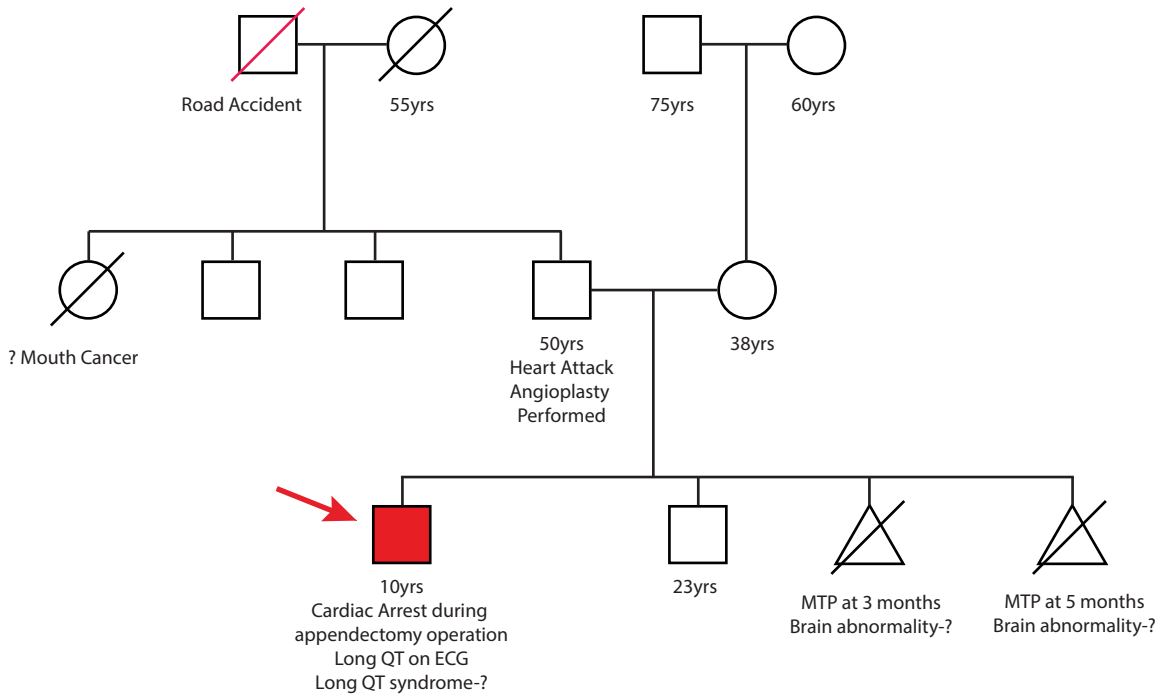 Road Accident
55yrs
75yrs
60yrs
? Mouth Cancer
50yrs
Heart Attack
Angioplasty
Performed
38yrs
10yrs
Cardiac Arrest during
appendectomy operation
Long QT on ECG
Long QT syndrome-?
23yrs
MTP at 3 months
Brain abnormality-?
MTP at 5 months
Brain abnormality-?